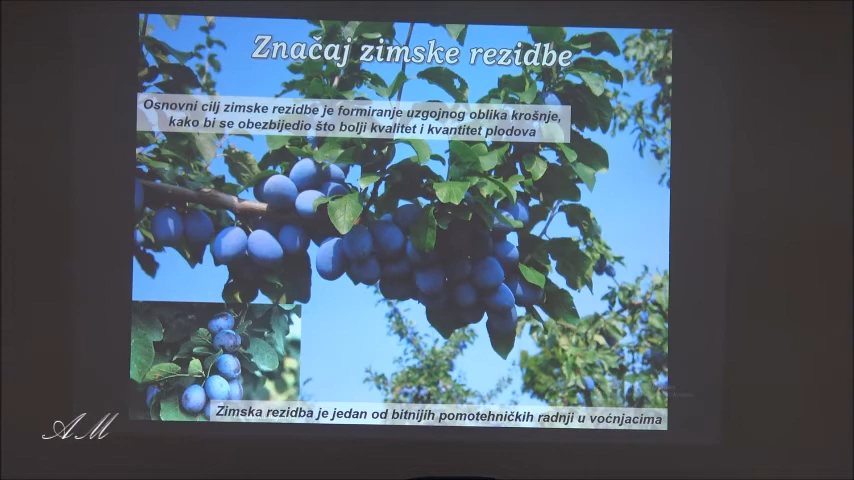 Značaj zimske rezidbe
Osnovni cilj zimske rezidbe je formiranje uzgojnog oblika krošnje,
kako bi se obezbijedio što bolji kvalitet i kvantitet plodova
Zimska rezidba je jedan od bitnijih pomotehničkih radnji u voćnjacima
AM